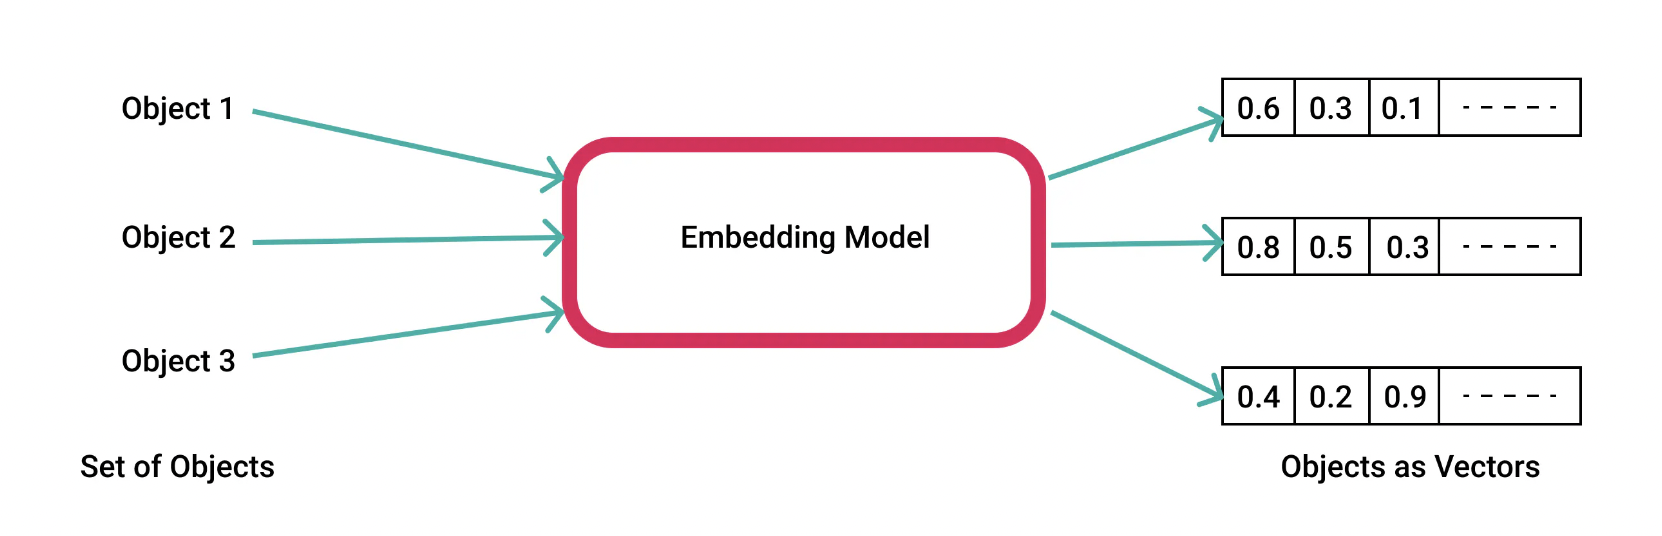 Object 1
0.6 0.3 0.1 - - - - -
Object 2
Embedding Model
0.8 0.5 0.3 - - - - -
Object 3
0.4 0.2 0.9 - - - - -
Set of Objects
Objects as Vectors